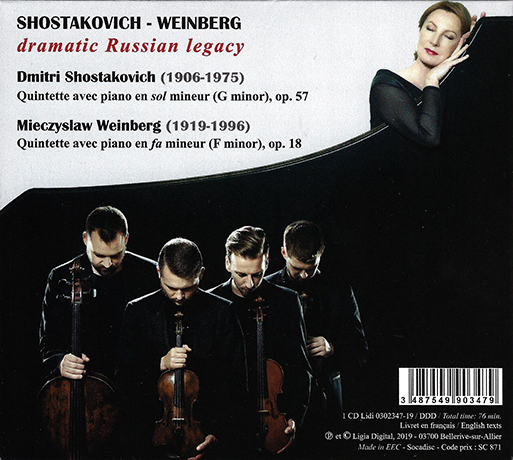 SHOSTAKOVICH - WEINBERG
dramatic Russian legacy
Dmitri Shostakovich (1906-1975)
Quintette avec piano en sol mineur (G minor), op. 57
Mieczyslaw Weinberg (1919-1996)
Quintette avec piano en fa mineur (F minor), op. 18
3 487549 903479
1 CD Lidi 0302347-19 / DDD / Total time: 76 min.
Livret en français / English texts
℗ et © Ligia Digital, 2019 - 03700 Bellerive-sur-Allier
Made in EEC - Socadisc - Code prix : SC 871